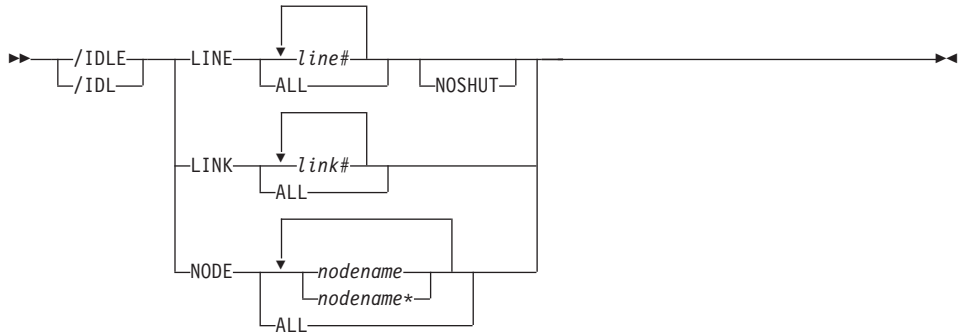 /IDLE LINE line#
/IDL ALL NOSHUT
LINK link#
ALL
NODE nodename
nodename*
ALL